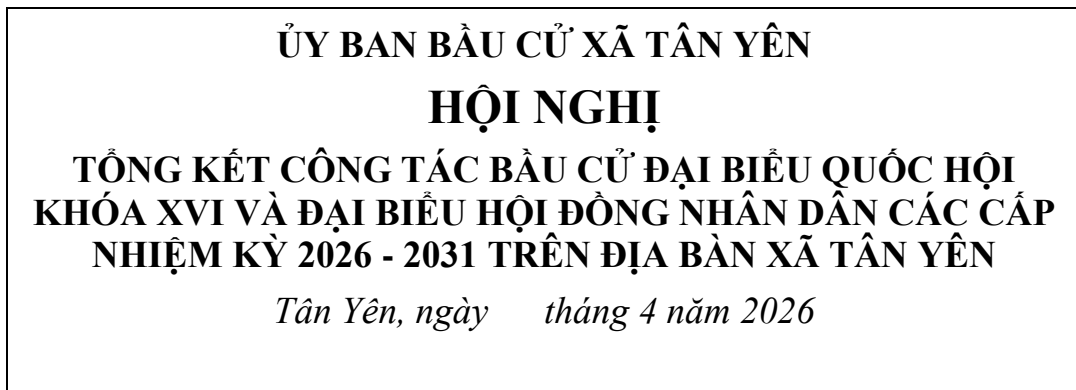 ỦY BAN BẦU CỬ XÃ TÂN YÊN
HỘI NGHỊ
TỔNG KẾT CÔNG TÁC BẦU CỬ ĐẠI BIỂU QUỐC HỘI
KHÓA XVI VÀ ĐẠI BIỂU HỘI ĐỒNG NHÂN DÂN CÁC CẤP
NHIỆM KỲ 2026 - 2031 TRÊN ĐỊA BÀN XÃ TÂN YÊN
Tân Yên, ngày tháng 4 năm 2026